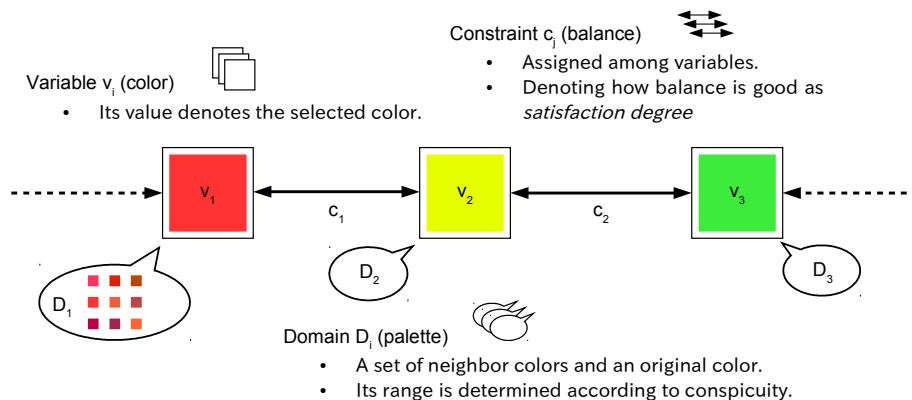 Constraint cj (balance)
• Assigned among variables.
• Denoting how balance is good as
satisfaction degree
Variable vi (color)
• Its value denotes the selected color.
v1
v2
v3
c1
c2
D1
D2
D3
Domain Di (palette)
• A set of neighbor colors and an original color.
• Its range is determined according to conspicuity.